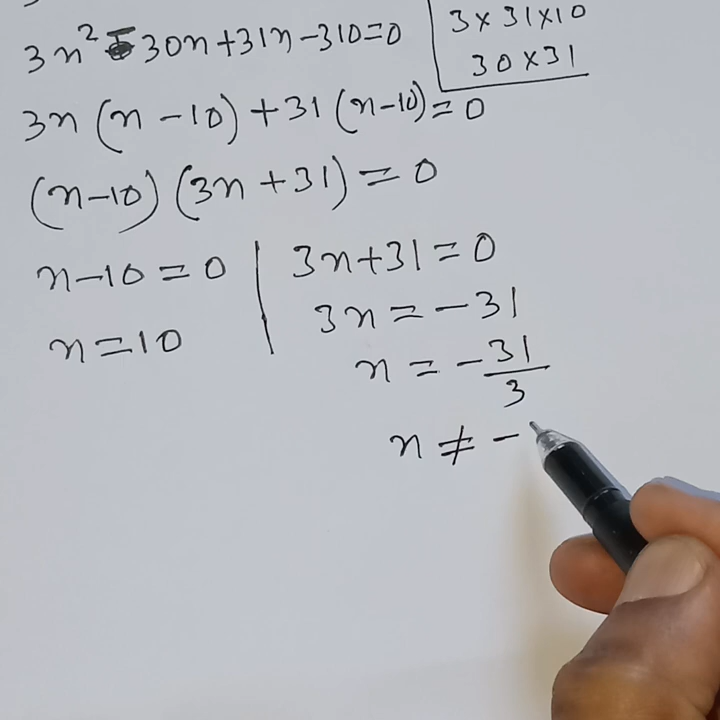 3n² - 30n + 31n - 310 = 0
3 × 31 × 10
30 × 31
3n (n - 10) + 31 (n - 10) = 0
(n - 10) (3n + 31) = 0
n - 10 = 0
n = 10
3n + 31 = 0
3n = - 31
n = - 31/3
n ≠ -